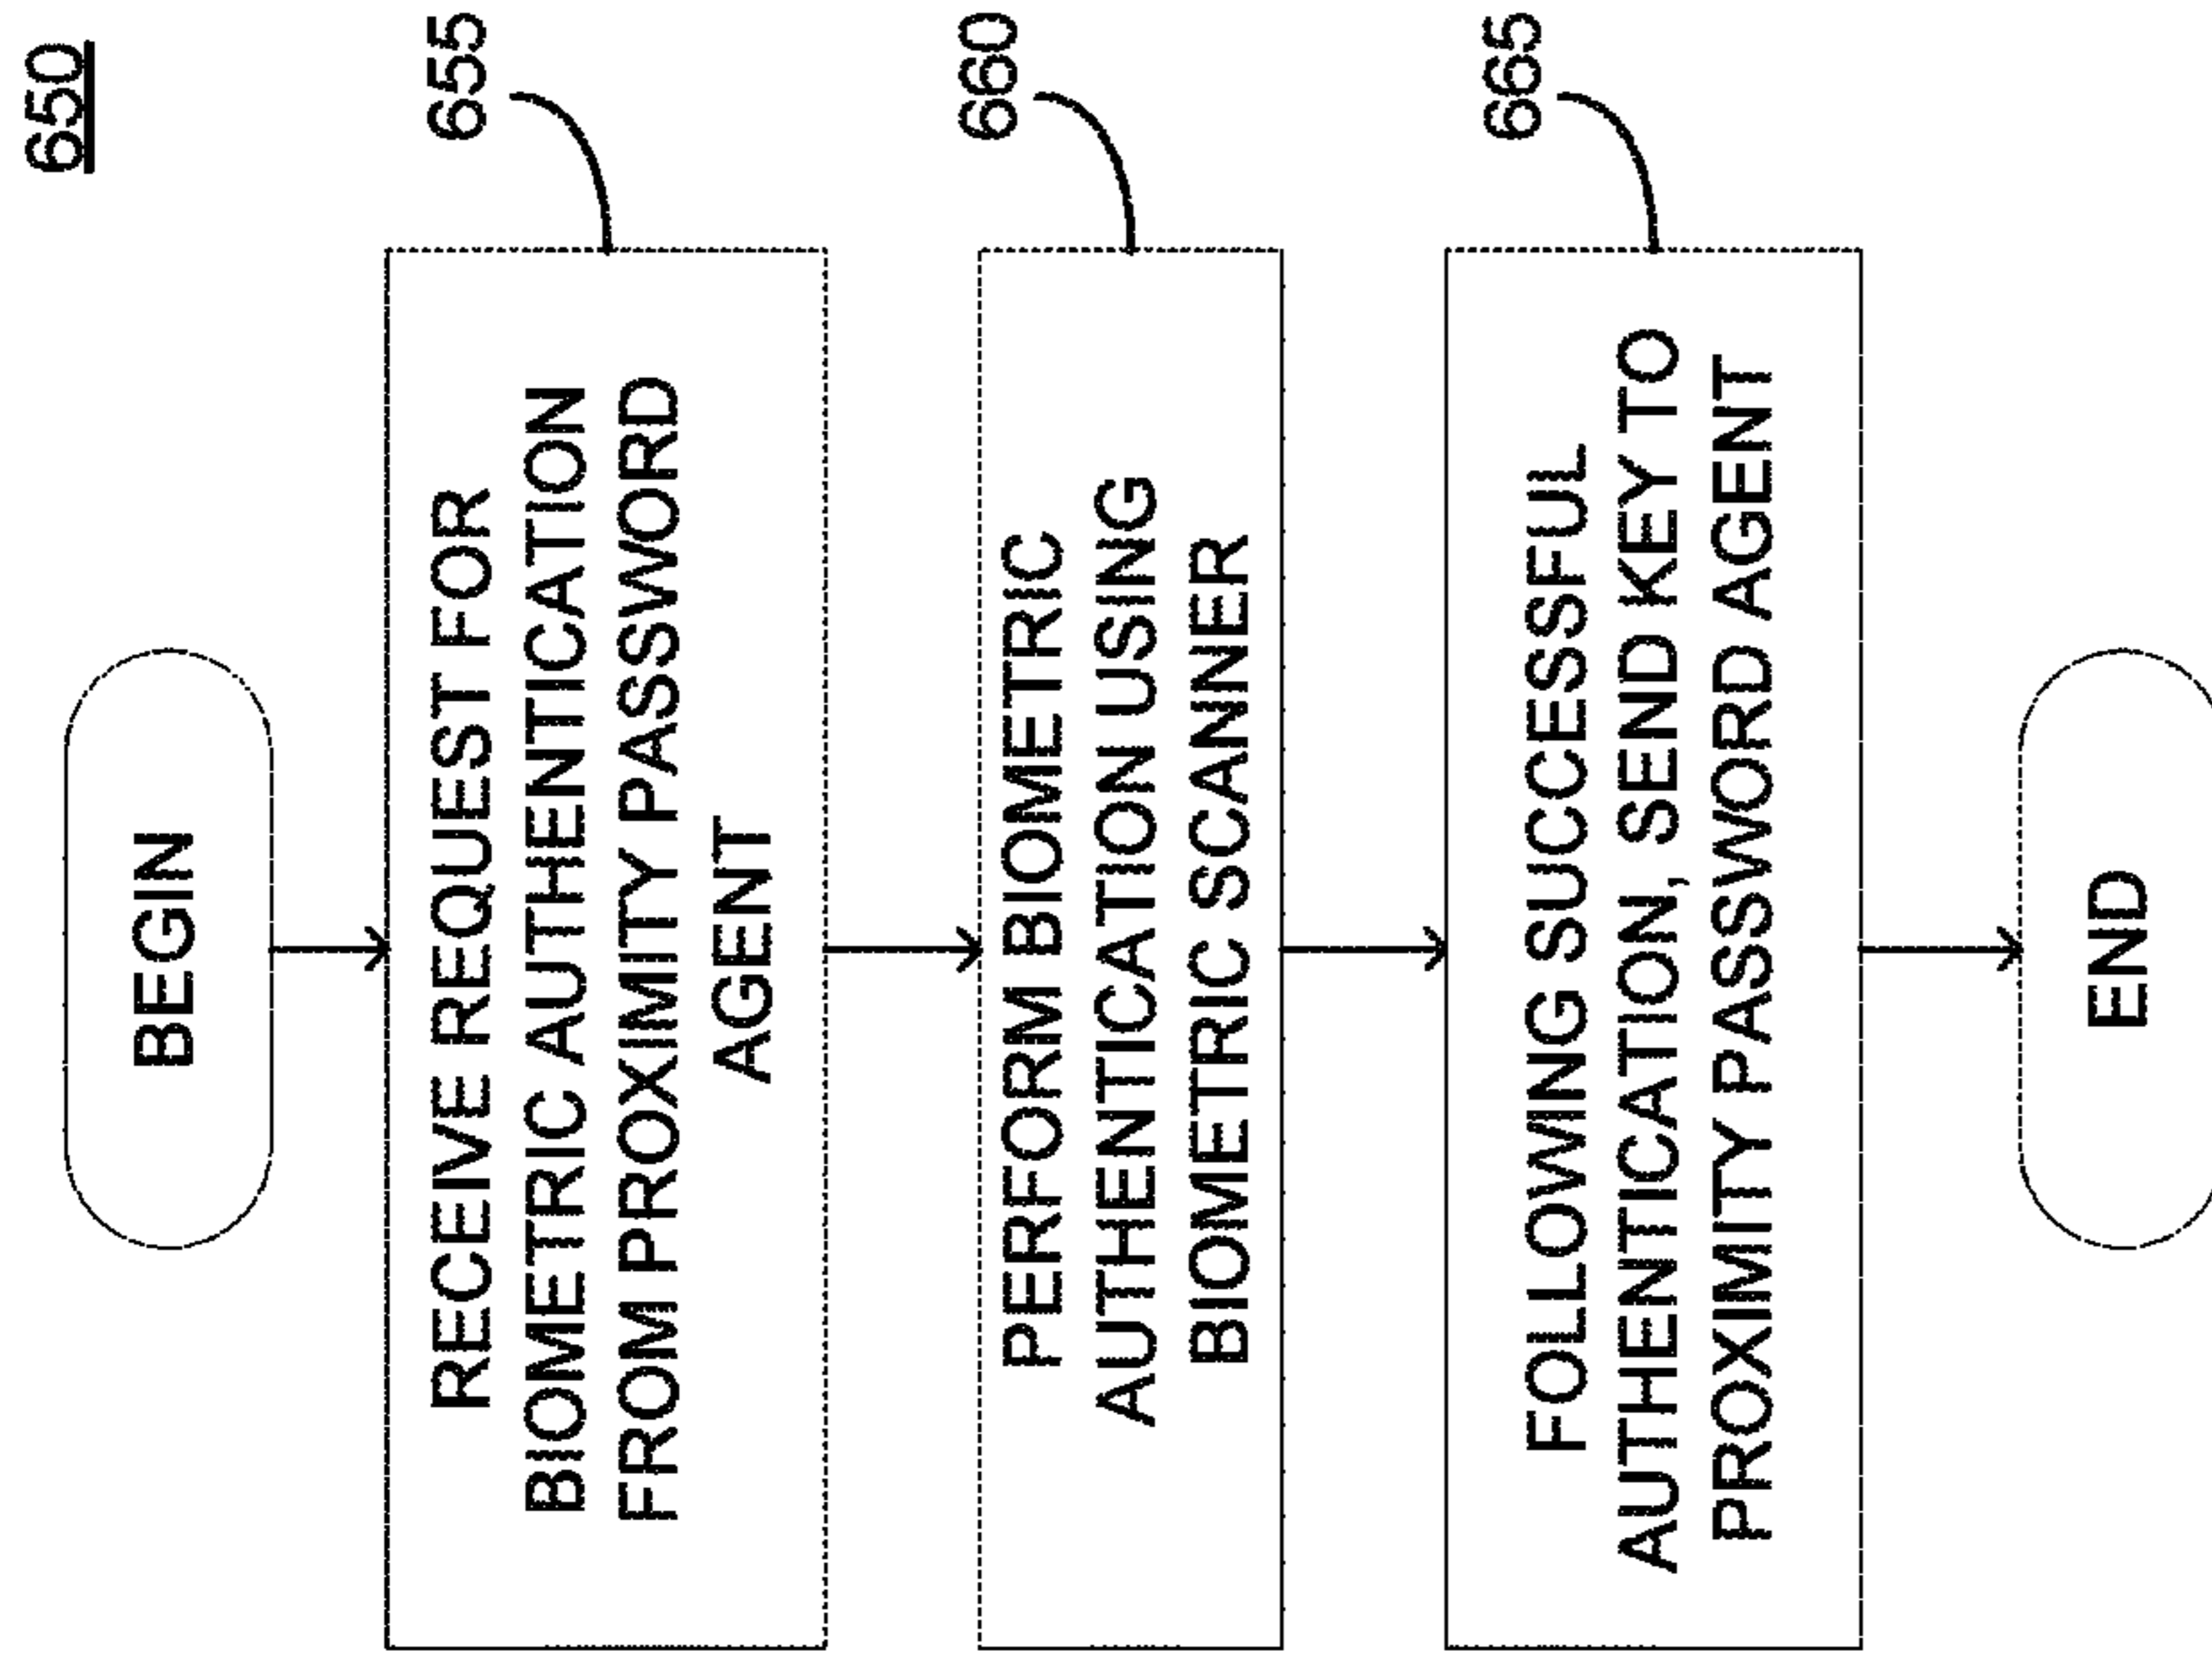 650
BEGIN
655
RECEIVE REQUEST FOR
BIOMETRIC AUTHENTICATION
FROM PROXIMITY PASSWORD
AGENT
660
PERFORM BIOMETRIC
AUTHENTICATION USING
BIOMETRIC SCANNER
665
FOLLOWING SUCCESSFUL
AUTHENTICATION, SEND KEY TO
PROXIMITY PASSWORD AGENT
END